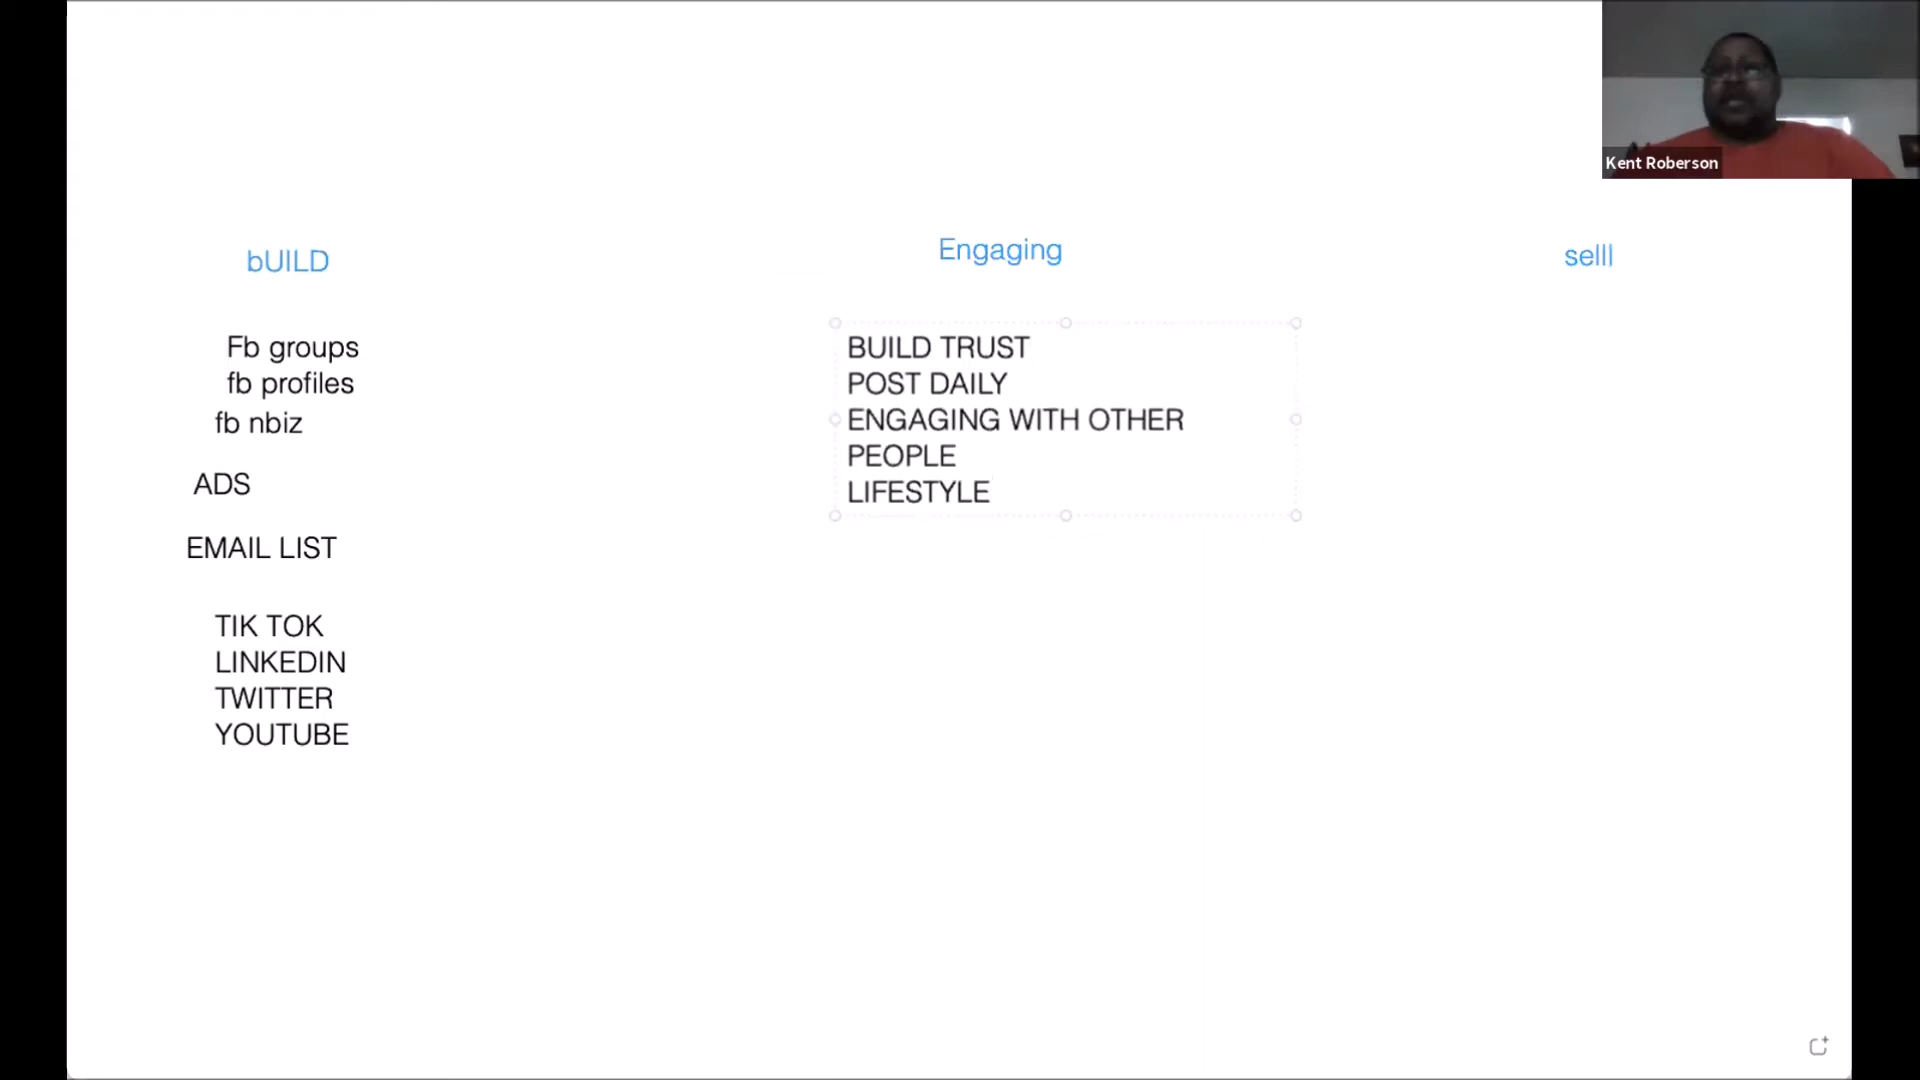 Kent Roberson
bUILD
Engaging
selll
Fb groups
fb profiles
fb nbiz
ADS
EMAIL LIST
TIK TOK
LINKEDIN
TWITTER
YOUTUBE
BUILD TRUST
POST DAILY
ENGAGING WITH OTHER
PEOPLE
LIFESTYLE